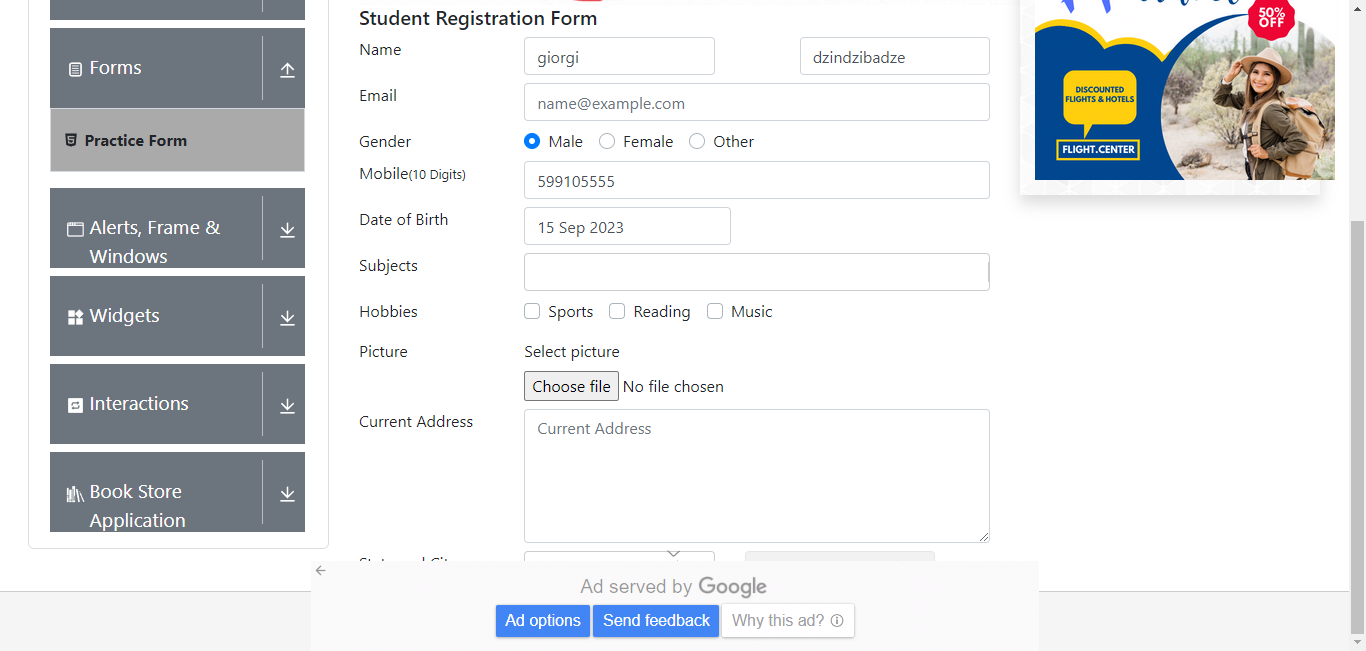 Student Registration Form
Forms
Practice Form
Alerts, Frame &
Windows
Widgets
Interactions
Book Store
Application
Name
giorgi
dzindzibadze
Email
name@example.com
Gender
Male
Female
Other
Mobile(10 Digits)
599105555
Date of Birth
15 Sep 2023
Subjects
Hobbies
Sports
Reading
Music
Picture
Select picture
Choose file No file chosen
Current Address
Current Address
50%
OFF
DISCOUNTED
FLIGHTS & HOTELS
FLIGHT.CENTER
Ad served by Google
Ad options
Send feedback
Why this ad?